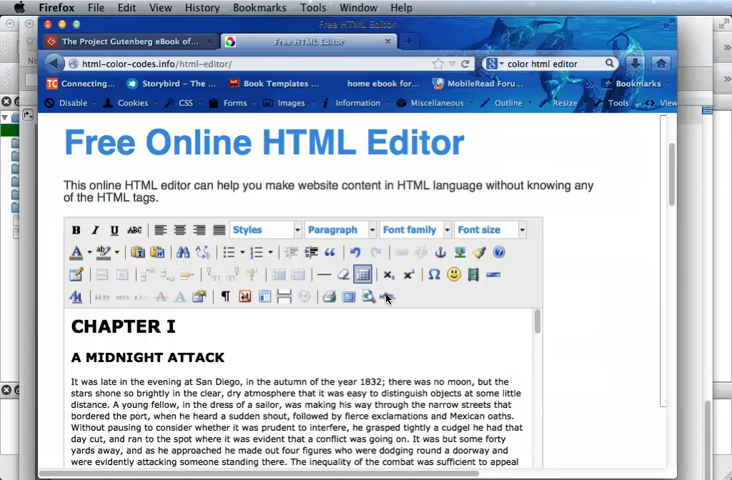 Firefox File Edit View History Bookmarks Tools Window Help
Free HTML Editor
The Project Gutenberg eBook of...
Free HTML Editor
html-color-codes.info/html-editor/
color html editor
Connecting... Storybird - The ... Book Templates ... home ebook for... MobileRead Foru... Bookmarks
Disable Cookies CSS Forms Images Information Miscellaneous Outline Resize Tools View
Free Online HTML Editor
This online HTML editor can help you make website content in HTML language without knowing any
of the HTML tags.
B I U ABC Styles Paragraph Font family Font size
CHAPTER I
A MIDNIGHT ATTACK
It was late in the evening at San Diego, in the autumn of the year 1832; there was no moon, but the
stars shone so brightly in the clear, dry atmosphere that it was easy to distinguish objects at some little
distance. A young fellow, in the dress of a sailor, was making his way through the narrow streets that
bordered the port, when he heard a sudden shout, followed by fierce exclamations and Mexican oaths.
Without pausing to consider whether it was prudent to interfere, he grasped tightly a cudgel he had that
day cut, and ran to the spot where it was evident that a conflict was going on. It was but some forty
yards away, and as he approached he made out four figures who were dodging round a doorway and
were evidently attacking someone standing there. The inequality of the combat was sufficient to appeal